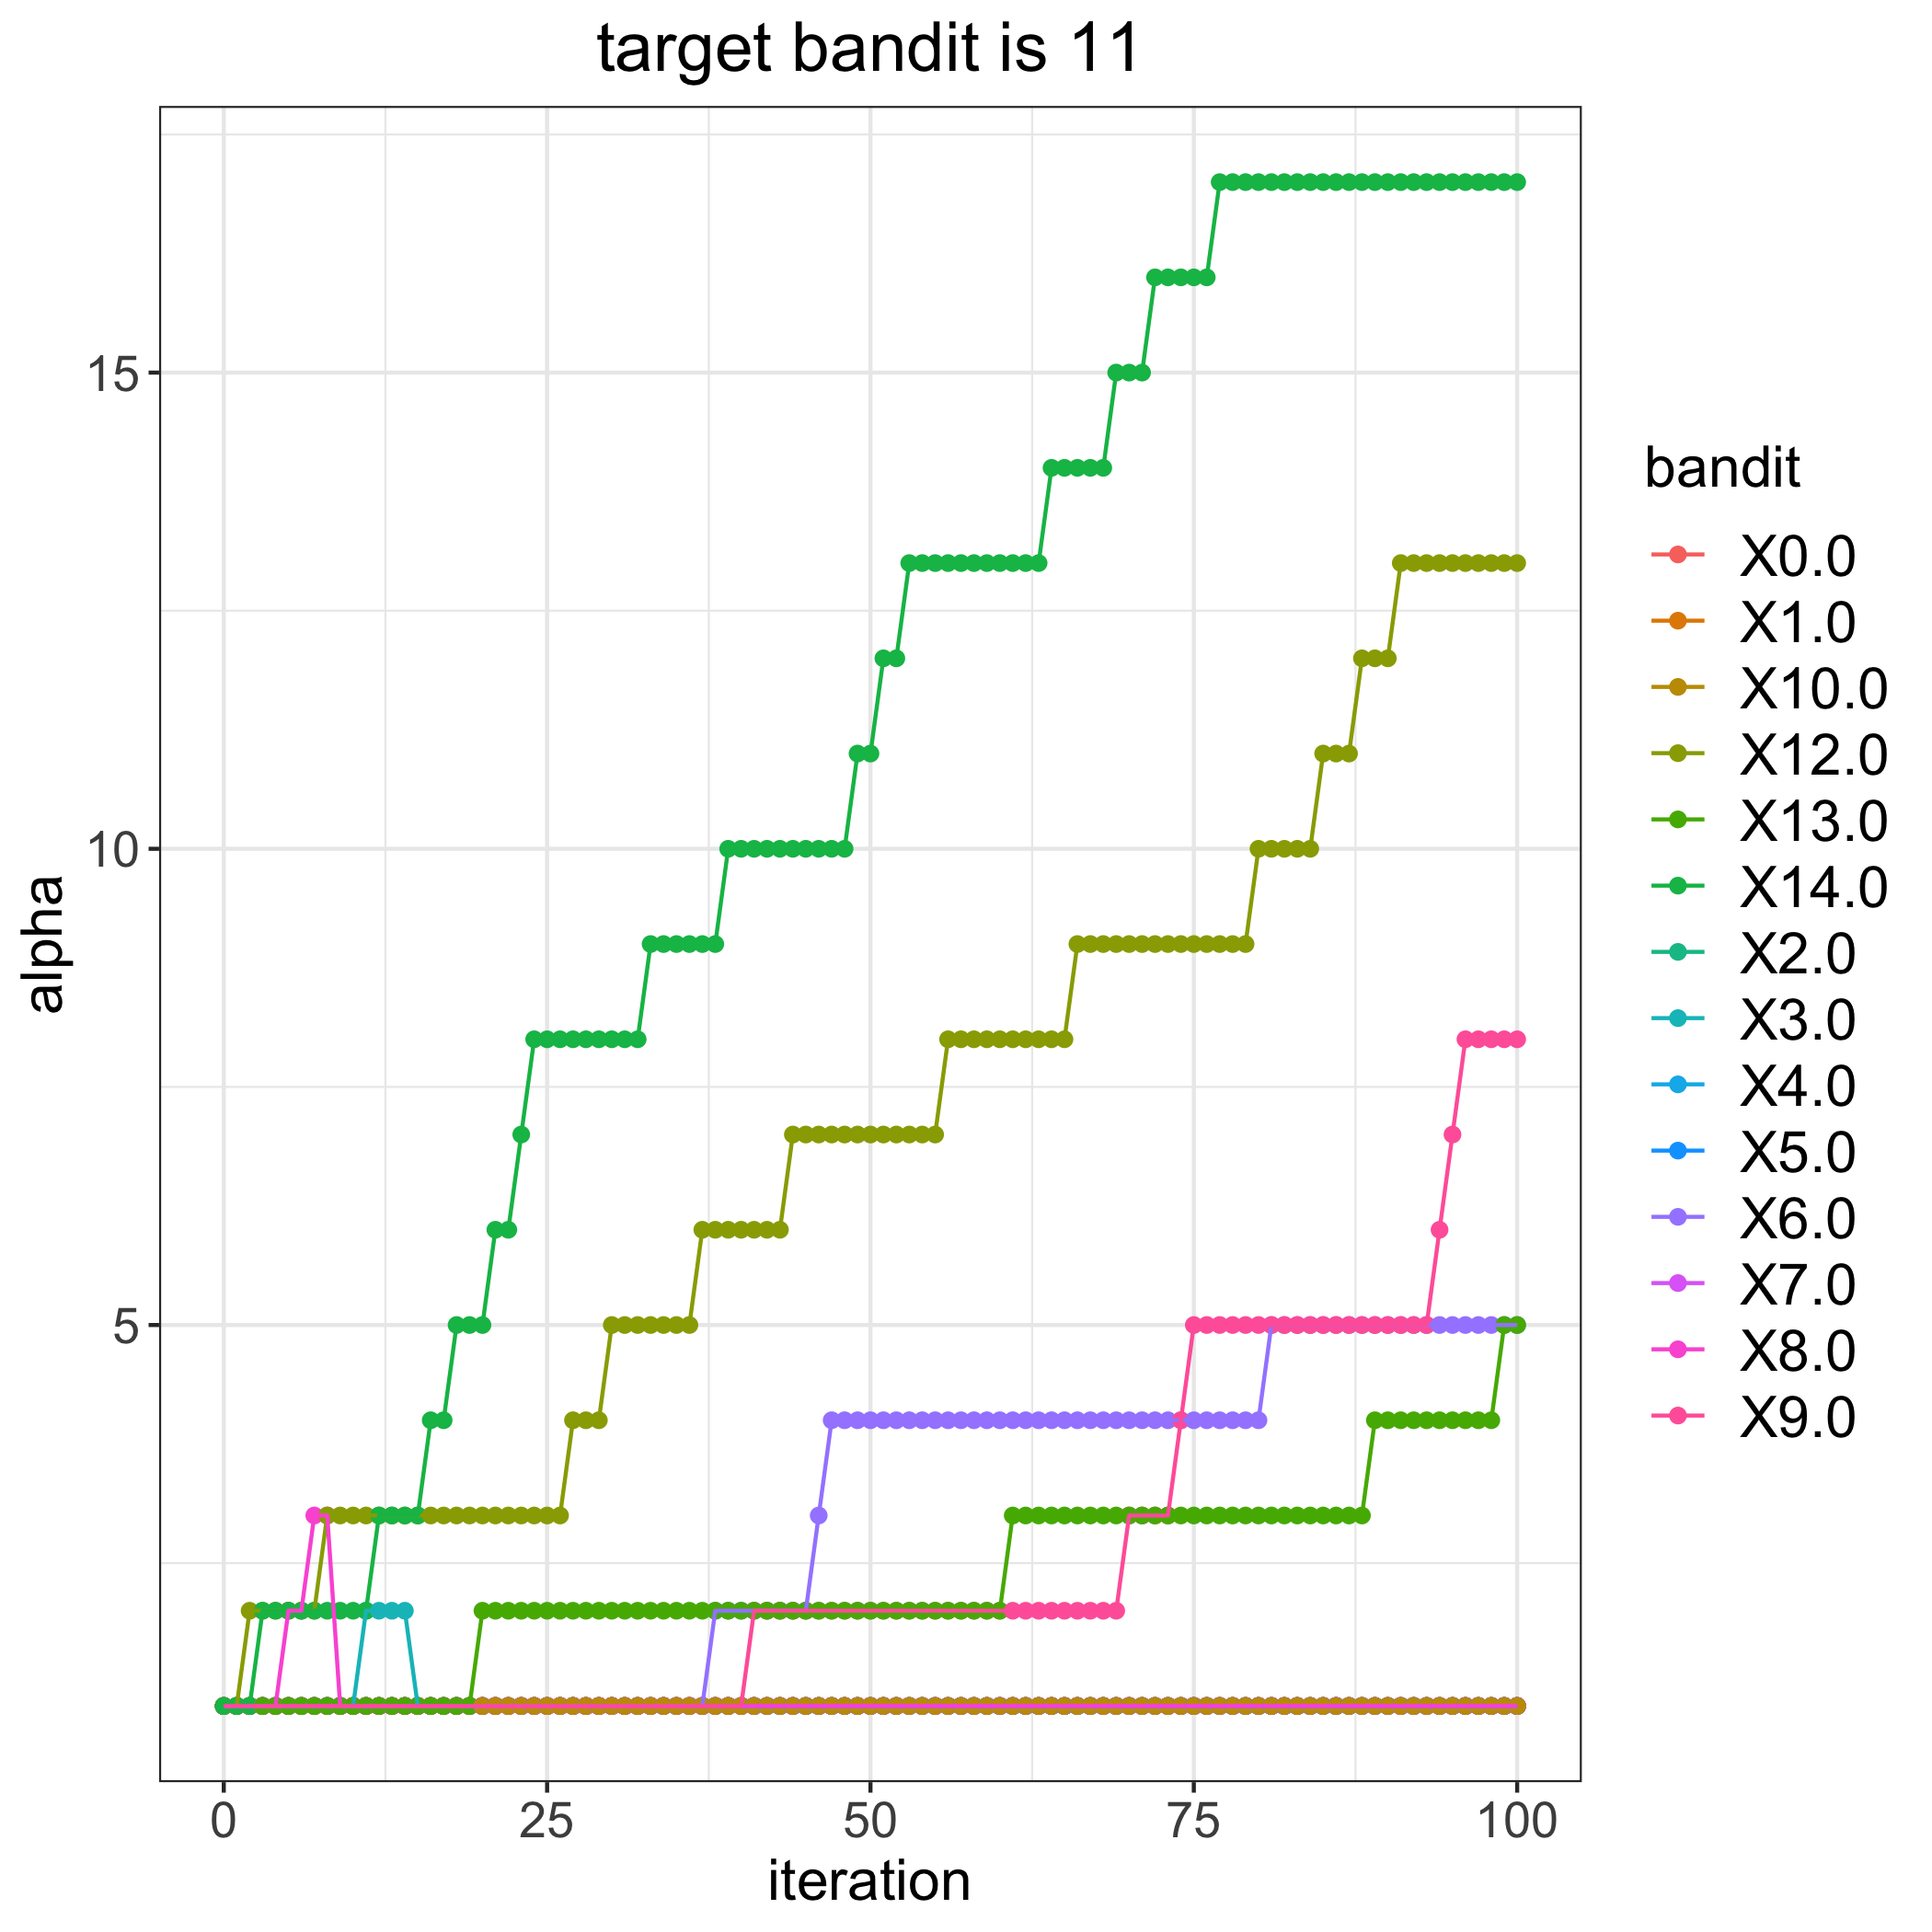 target bandit is 11
15
10
5
alpha
0 25 50 75 100
iteration
bandit
X0.0
X1.0
X10.0
X12.0
X13.0
X14.0
X2.0
X3.0
X4.0
X5.0
X6.0
X7.0
X8.0
X9.0